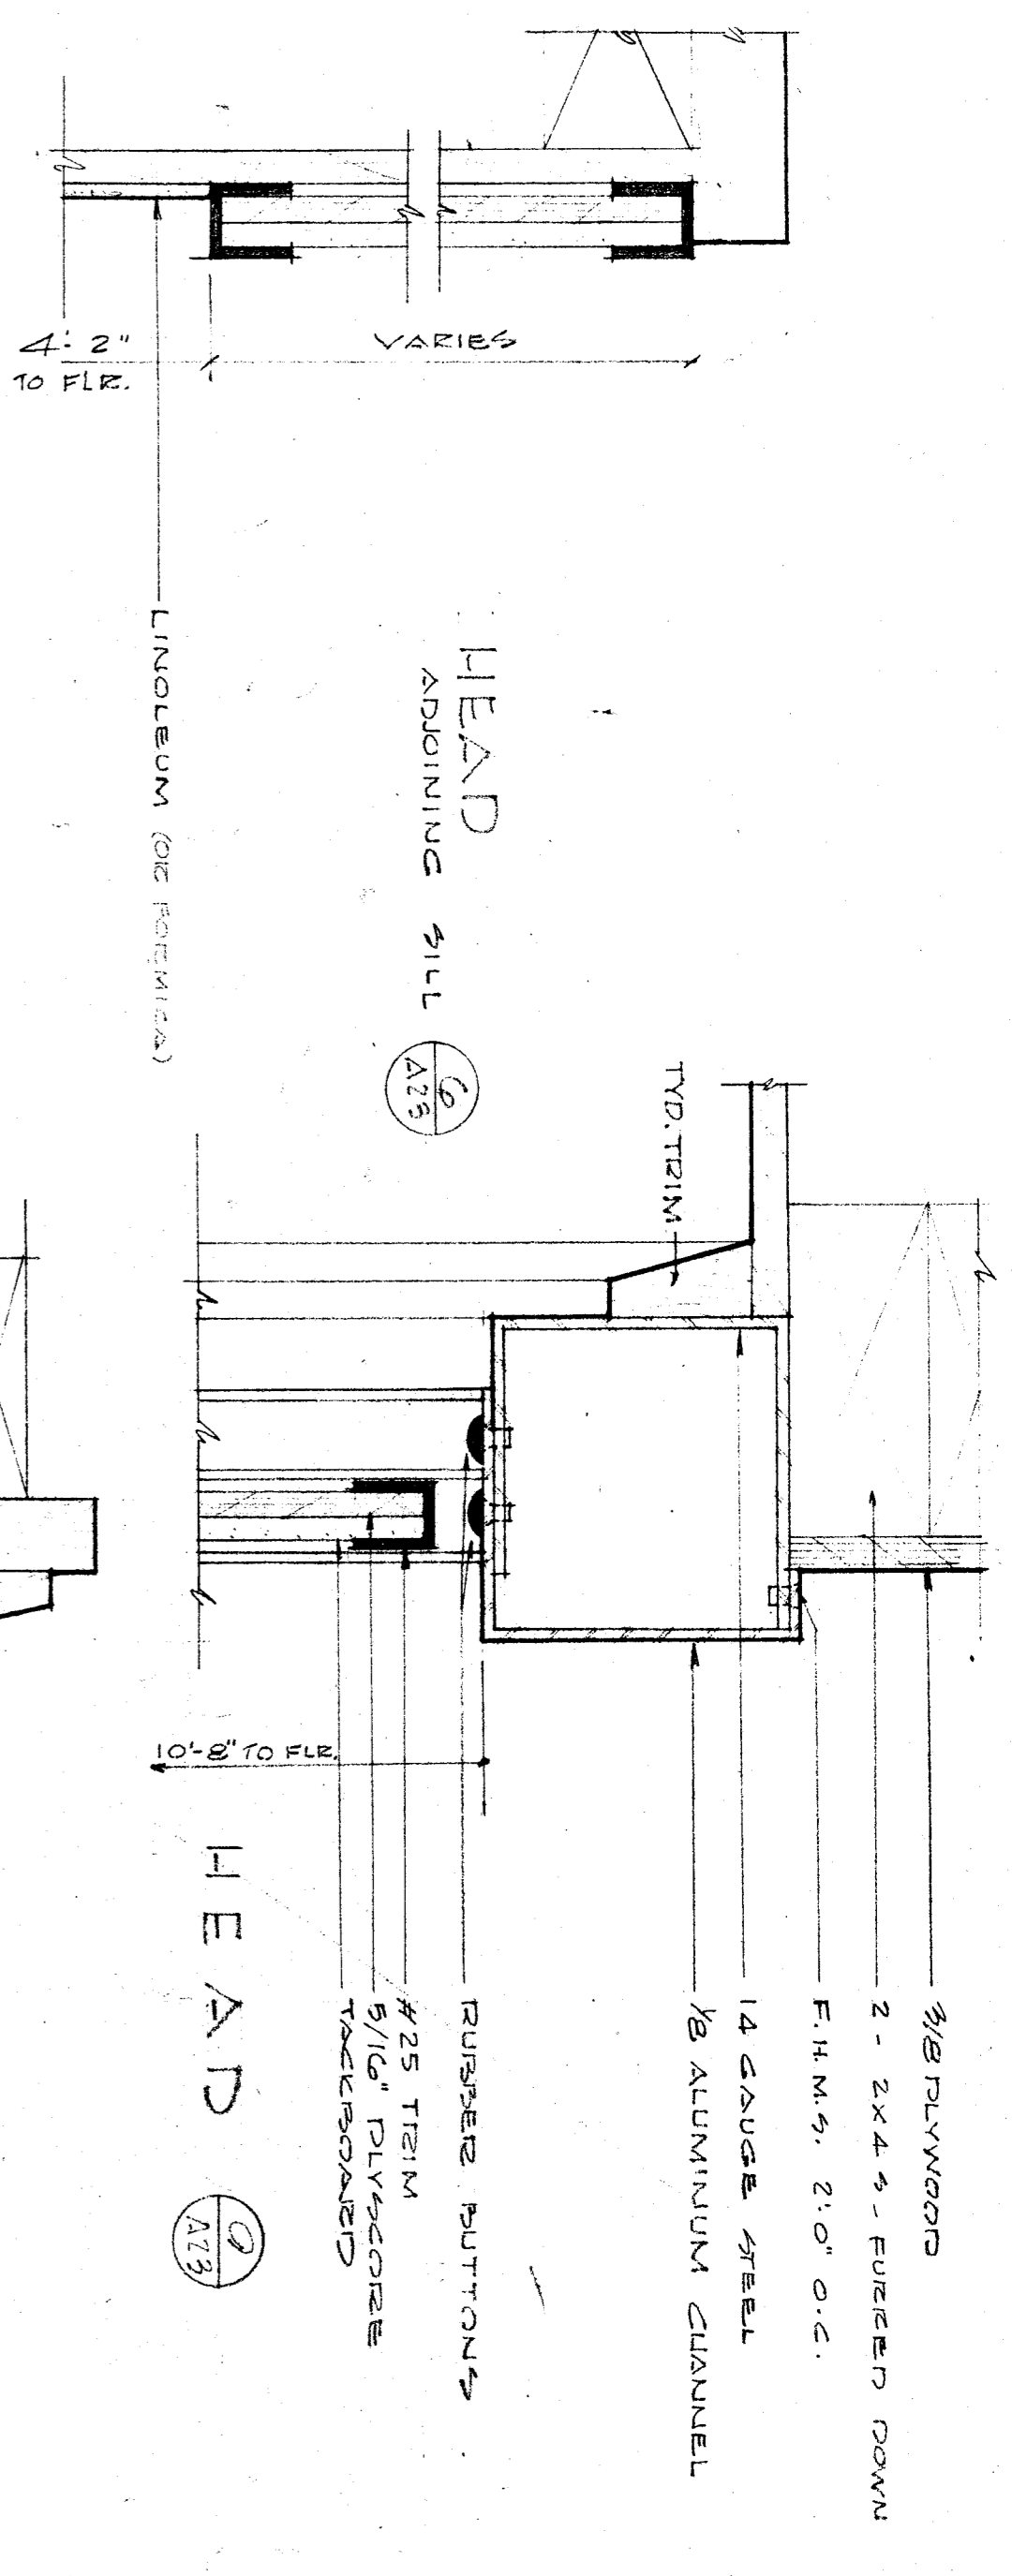 4'-2"
TO FLR.
VARIES
LINOLEUM (OR FORMICA)
HEAD
ADJOINING SILL
6
A23
TYP. TRIM
3/8 PLYWOOD
2 - 2X4 S - FURRED DOWN
F.H.M.S. 2'-0" O.C.
14 GAUGE STEEL
1/8 ALUMINUM CHANNEL
RUBBER BUTTONS
#25 TRIM
5/16" PLYSCORE
TACKBOARD
10'-8" TO FLR.
HEAD
A23